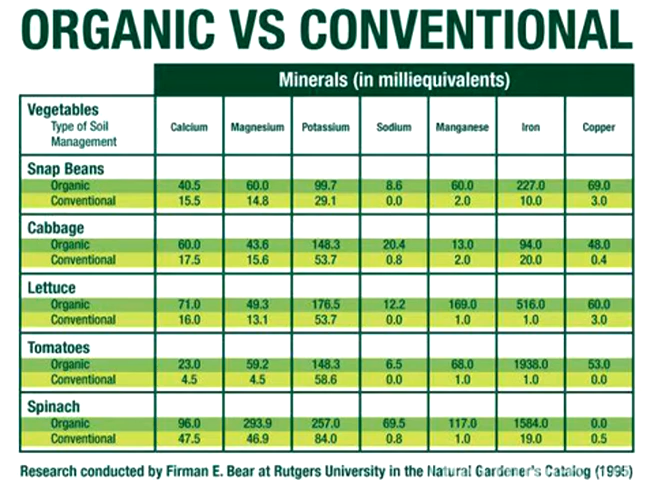 ORGANIC VS CONVENTIONAL
Minerals (in milliequivalents)
Vegetables
Type of Soil
Management
Calcium Magnesium Potassium Sodium Manganese Iron Copper
Snap Beans
Organic 40.5 60.0 99.7 8.6 60.0 227.0 69.0
Conventional 15.5 14.8 29.1 0.0 2.0 10.0 3.0
Cabbage
Organic 60.0 43.6 148.3 20.4 13.0 94.0 48.0
Conventional 17.5 15.6 53.7 0.8 2.0 20.0 0.4
Lettuce
Organic 71.0 49.3 176.5 12.2 169.0 516.0 60.0
Conventional 16.0 13.1 53.7 0.0 1.0 1.0 3.0
Tomatoes
Organic 23.0 59.2 148.3 6.5 68.0 1938.0 53.0
Conventional 4.5 4.5 58.6 0.0 1.0 1.0 0.0
Spinach
Organic 96.0 293.9 257.0 69.5 117.0 1584.0 0.0
Conventional 47.5 46.9 84.0 0.8 1.0 19.0 0.5
Research conducted by Firman E. Bear at Rutgers University in the Natural Gardener's Catalog (1995)